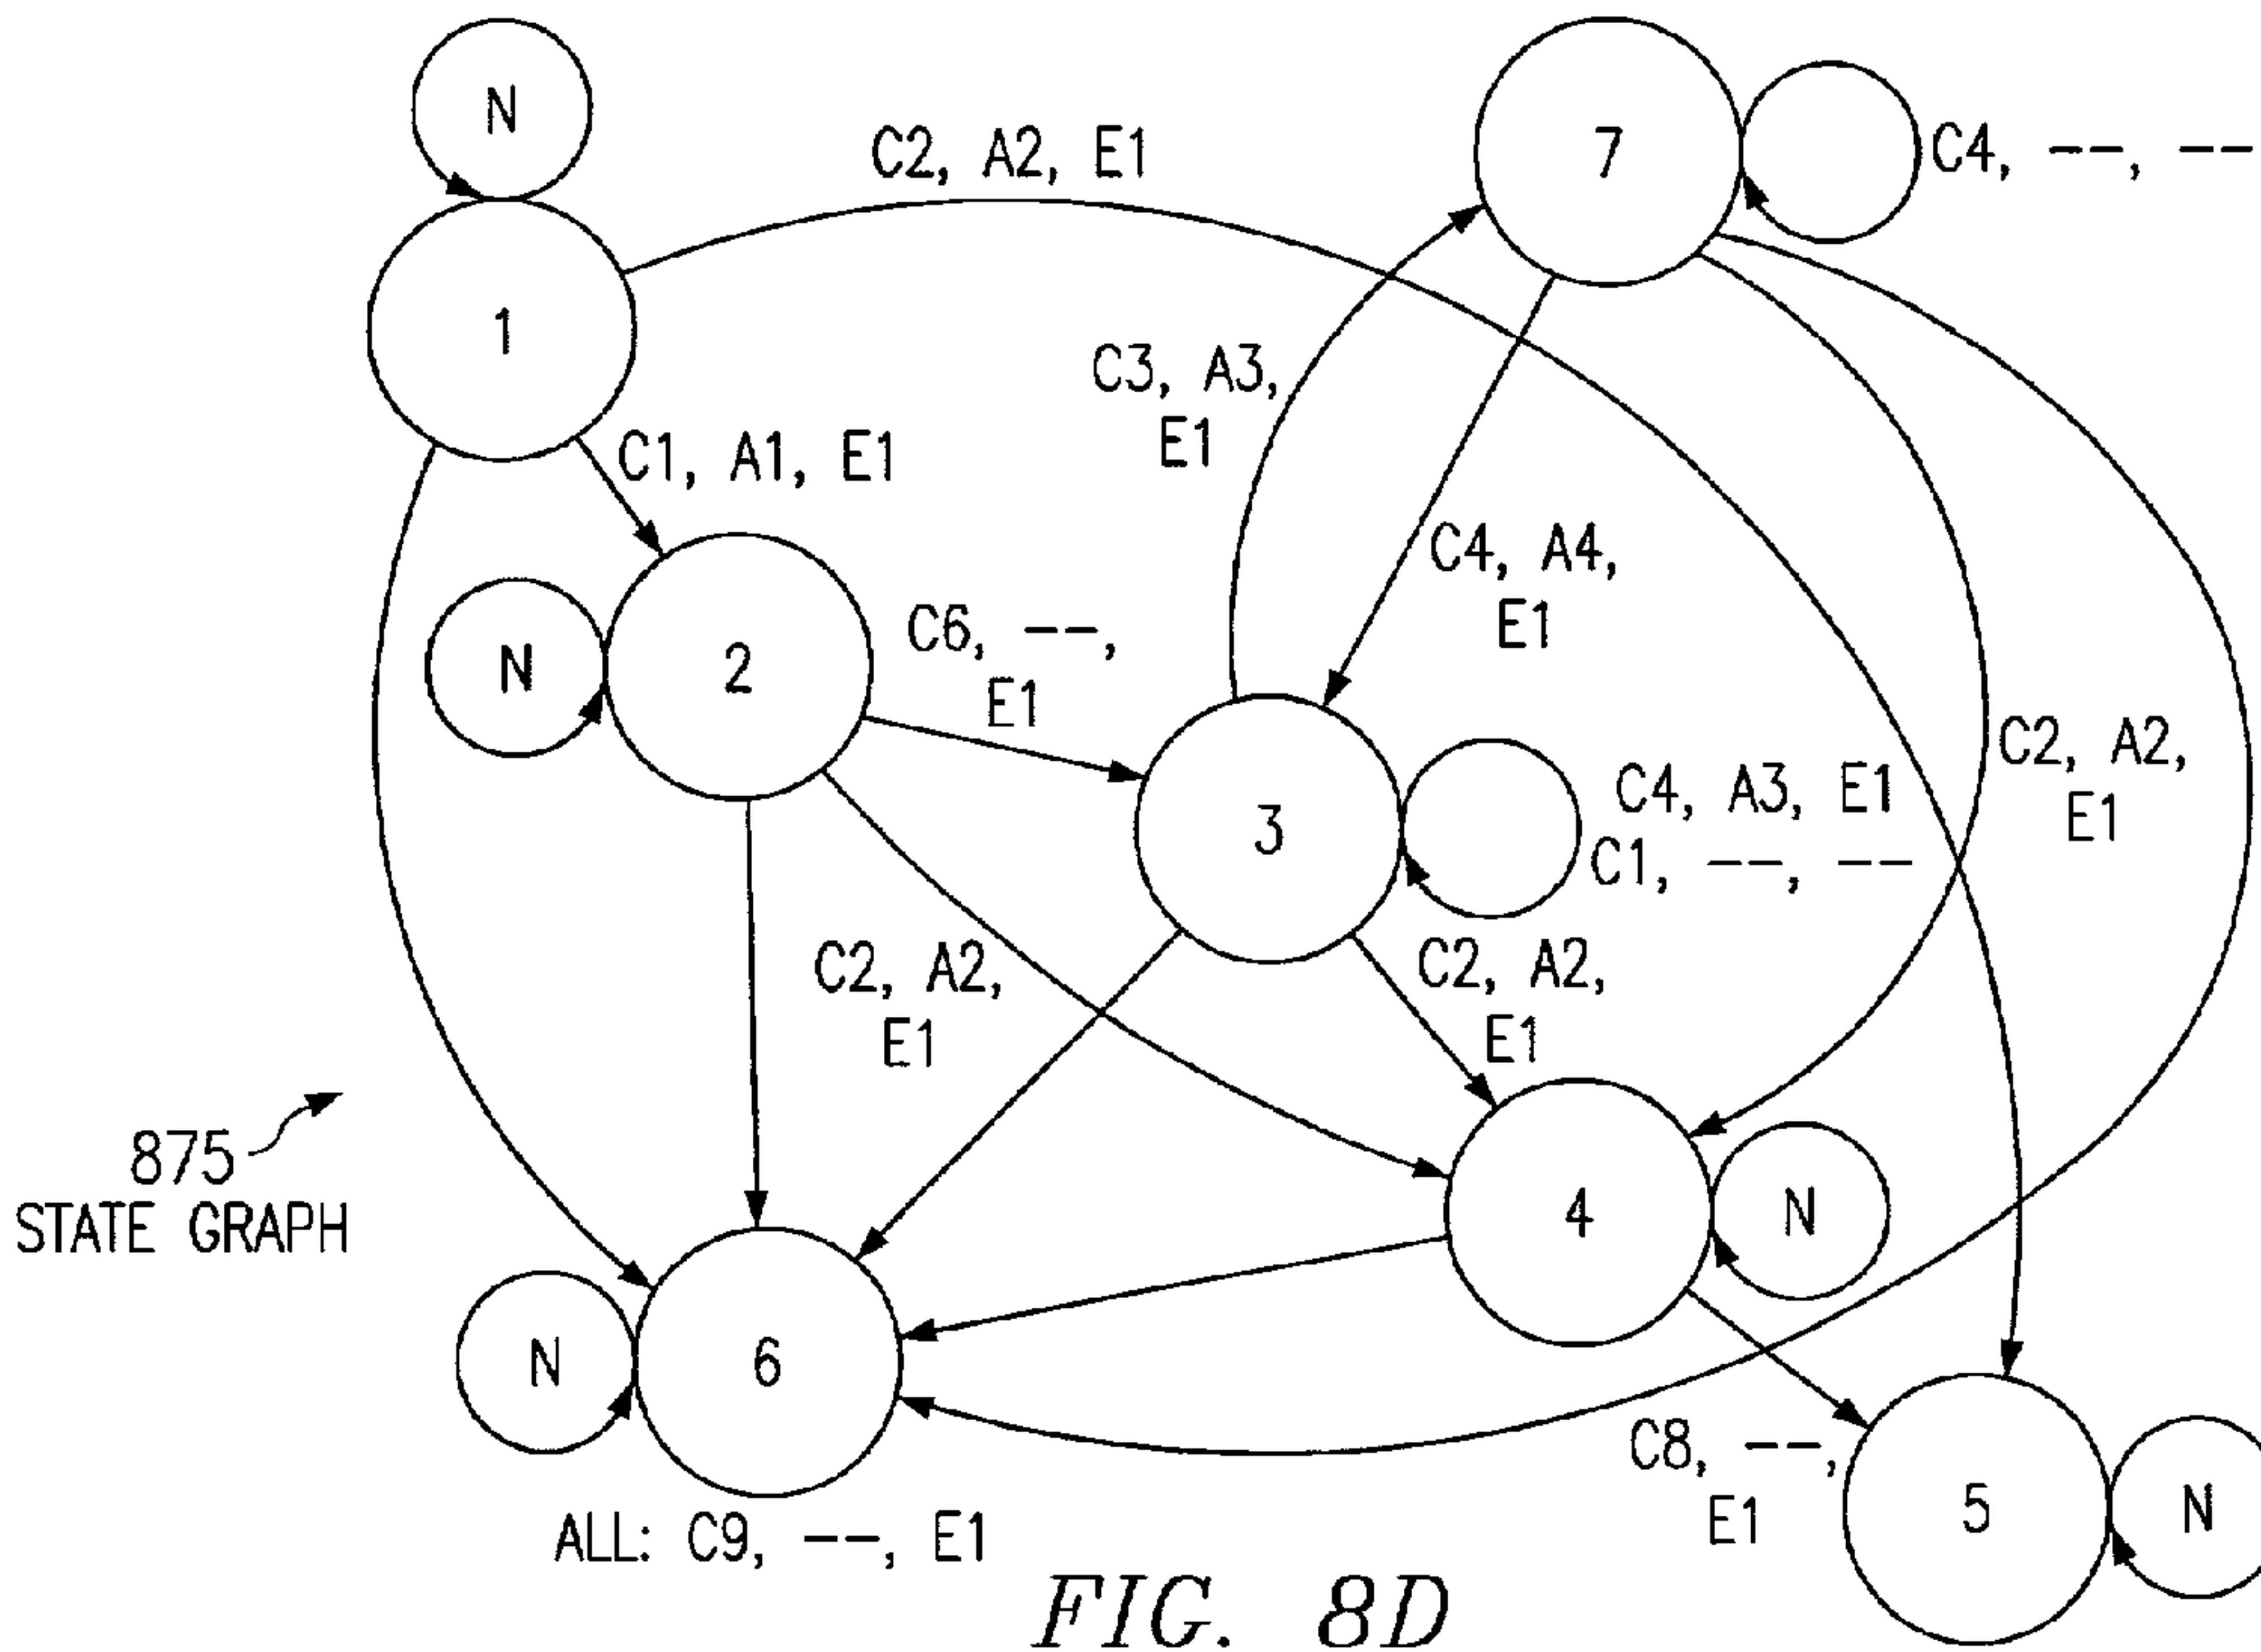 N
7
C2, A2, E1
C4, --, --
1
C3, A3,
E1
C1, A1, E1
C4, A4,
E1
C6, --,
E1
N
2
C2, A2,
E1
C4, A3, E1
3
C1, --, --
C2, A2,
E1
C2, A2,
E1
875
STATE GRAPH
4
N
N
6
C8, --,
E1
5
N
ALL: C9, --, E1
FIG. 8D